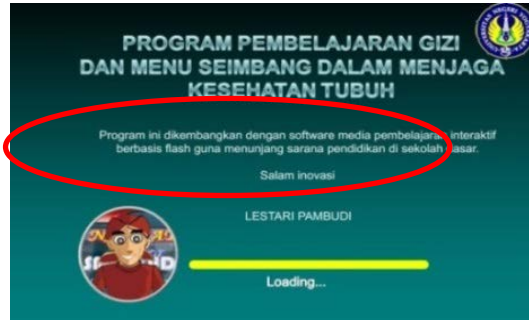 PROGRAM PEMBELAJARAN GIZI
DAN MENU SEIMBANG DALAM MENJAGA
KESEHATAN TUBUH
Program ini dikembangkan dengan software media pembelajaran interaktif
berbasis flash guna menunjang sarana pendidikan di sekolah dasar.
Salam inovasi
LESTARI PAMBUDI
Loading...